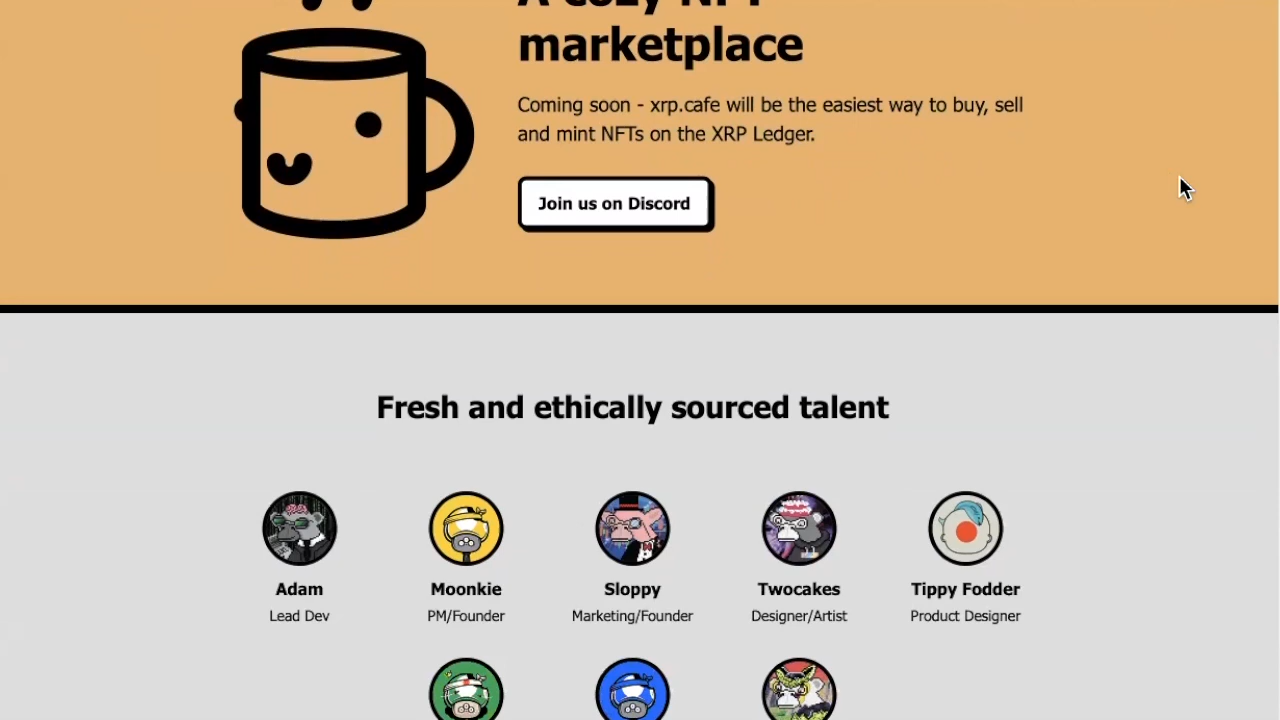 A cozy NFT
marketplace
Coming soon - xrp.cafe will be the easiest way to buy, sell
and mint NFTs on the XRP Ledger.
Join us on Discord
Fresh and ethically sourced talent
Adam
Lead Dev
Moonkie
PM/Founder
Sloppy
Marketing/Founder
Twocakes
Designer/Artist
Tippy Fodder
Product Designer